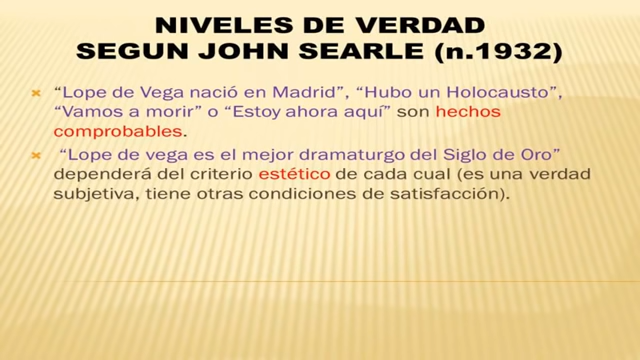 NIVELES DE VERDAD
SEGUN JOHN SEARLE (n.1932)
“Lope de Vega nació en Madrid”, “Hubo un Holocausto”,
“Vamos a morir” o “Estoy ahora aquí” son hechos
comprobables.
“Lope de vega es el mejor dramaturgo del Siglo de Oro”
dependerá del criterio estético de cada cual (es una verdad
subjetiva, tiene otras condiciones de satisfacción).